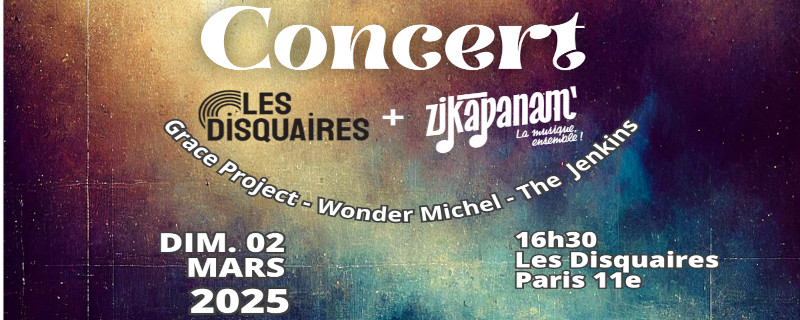 Concert
LES
DISQUAIRES
+
zikapanam'
La musique,
ensemble !
Grace Project - Wonder Michel - The Jenkins
DIM. 02
MARS
2025
16h30
Les Disquaires
Paris 11e